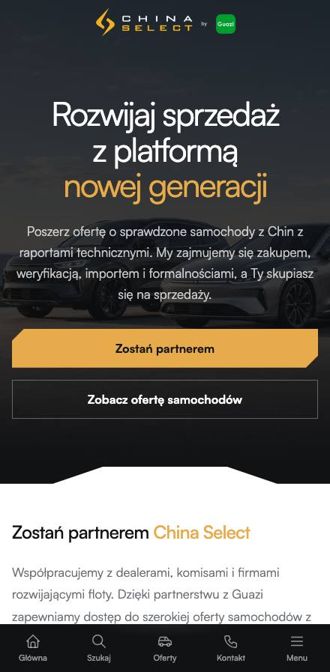 CHINA
SELECT
by
Guazi
Rozwijaj sprzedaż
z platformą
nowej generacji
Poszerz ofertę o sprawdzone samochody z Chin z
raportami technicznymi. My zajmujemy się zakupem,
weryfikacją, importem i formalnościami, a Ty skupiasz
się na sprzedaży.
Zostań partnerem
Zobacz ofertę samochodów
Zostań partnerem China Select
Współpracujemy z dealerami, komisami i firmami
rozwijającymi floty. Dzięki partnerstwu z Guazi
zapewniamy dostęp do szerokiej oferty samochodów z
Główna
Szukaj
Oferty
Kontakt
Menu